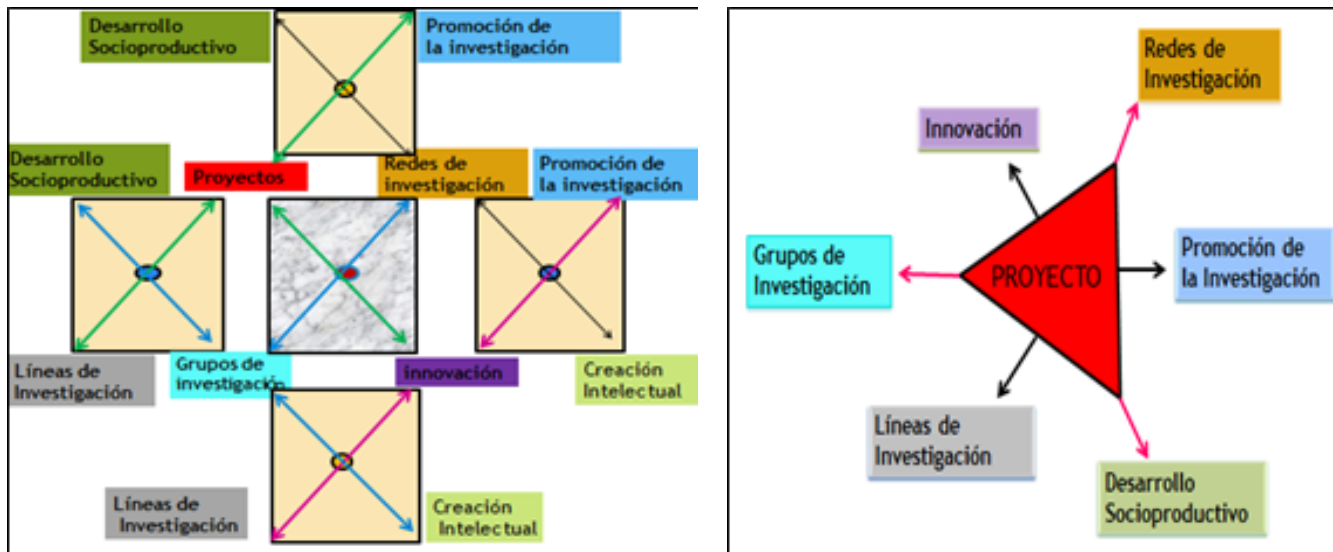 Desarrollo
Socioproductivo
Promoción de
la investigación
Desarrollo
Socioproductivo
Proyectos
Redes de
investigación
Promoción de
la investigación
Líneas de
Investigación
Grupos de
investigación
innovación
Creación
Intelectual
Líneas de
Investigación
Creación
Intelectual
Redes de
Investigación
Innovación
Grupos de
Investigación
PROYECTO
Promoción de
la Investigación
Líneas de
Investigación
Desarrollo
Socioproductivo